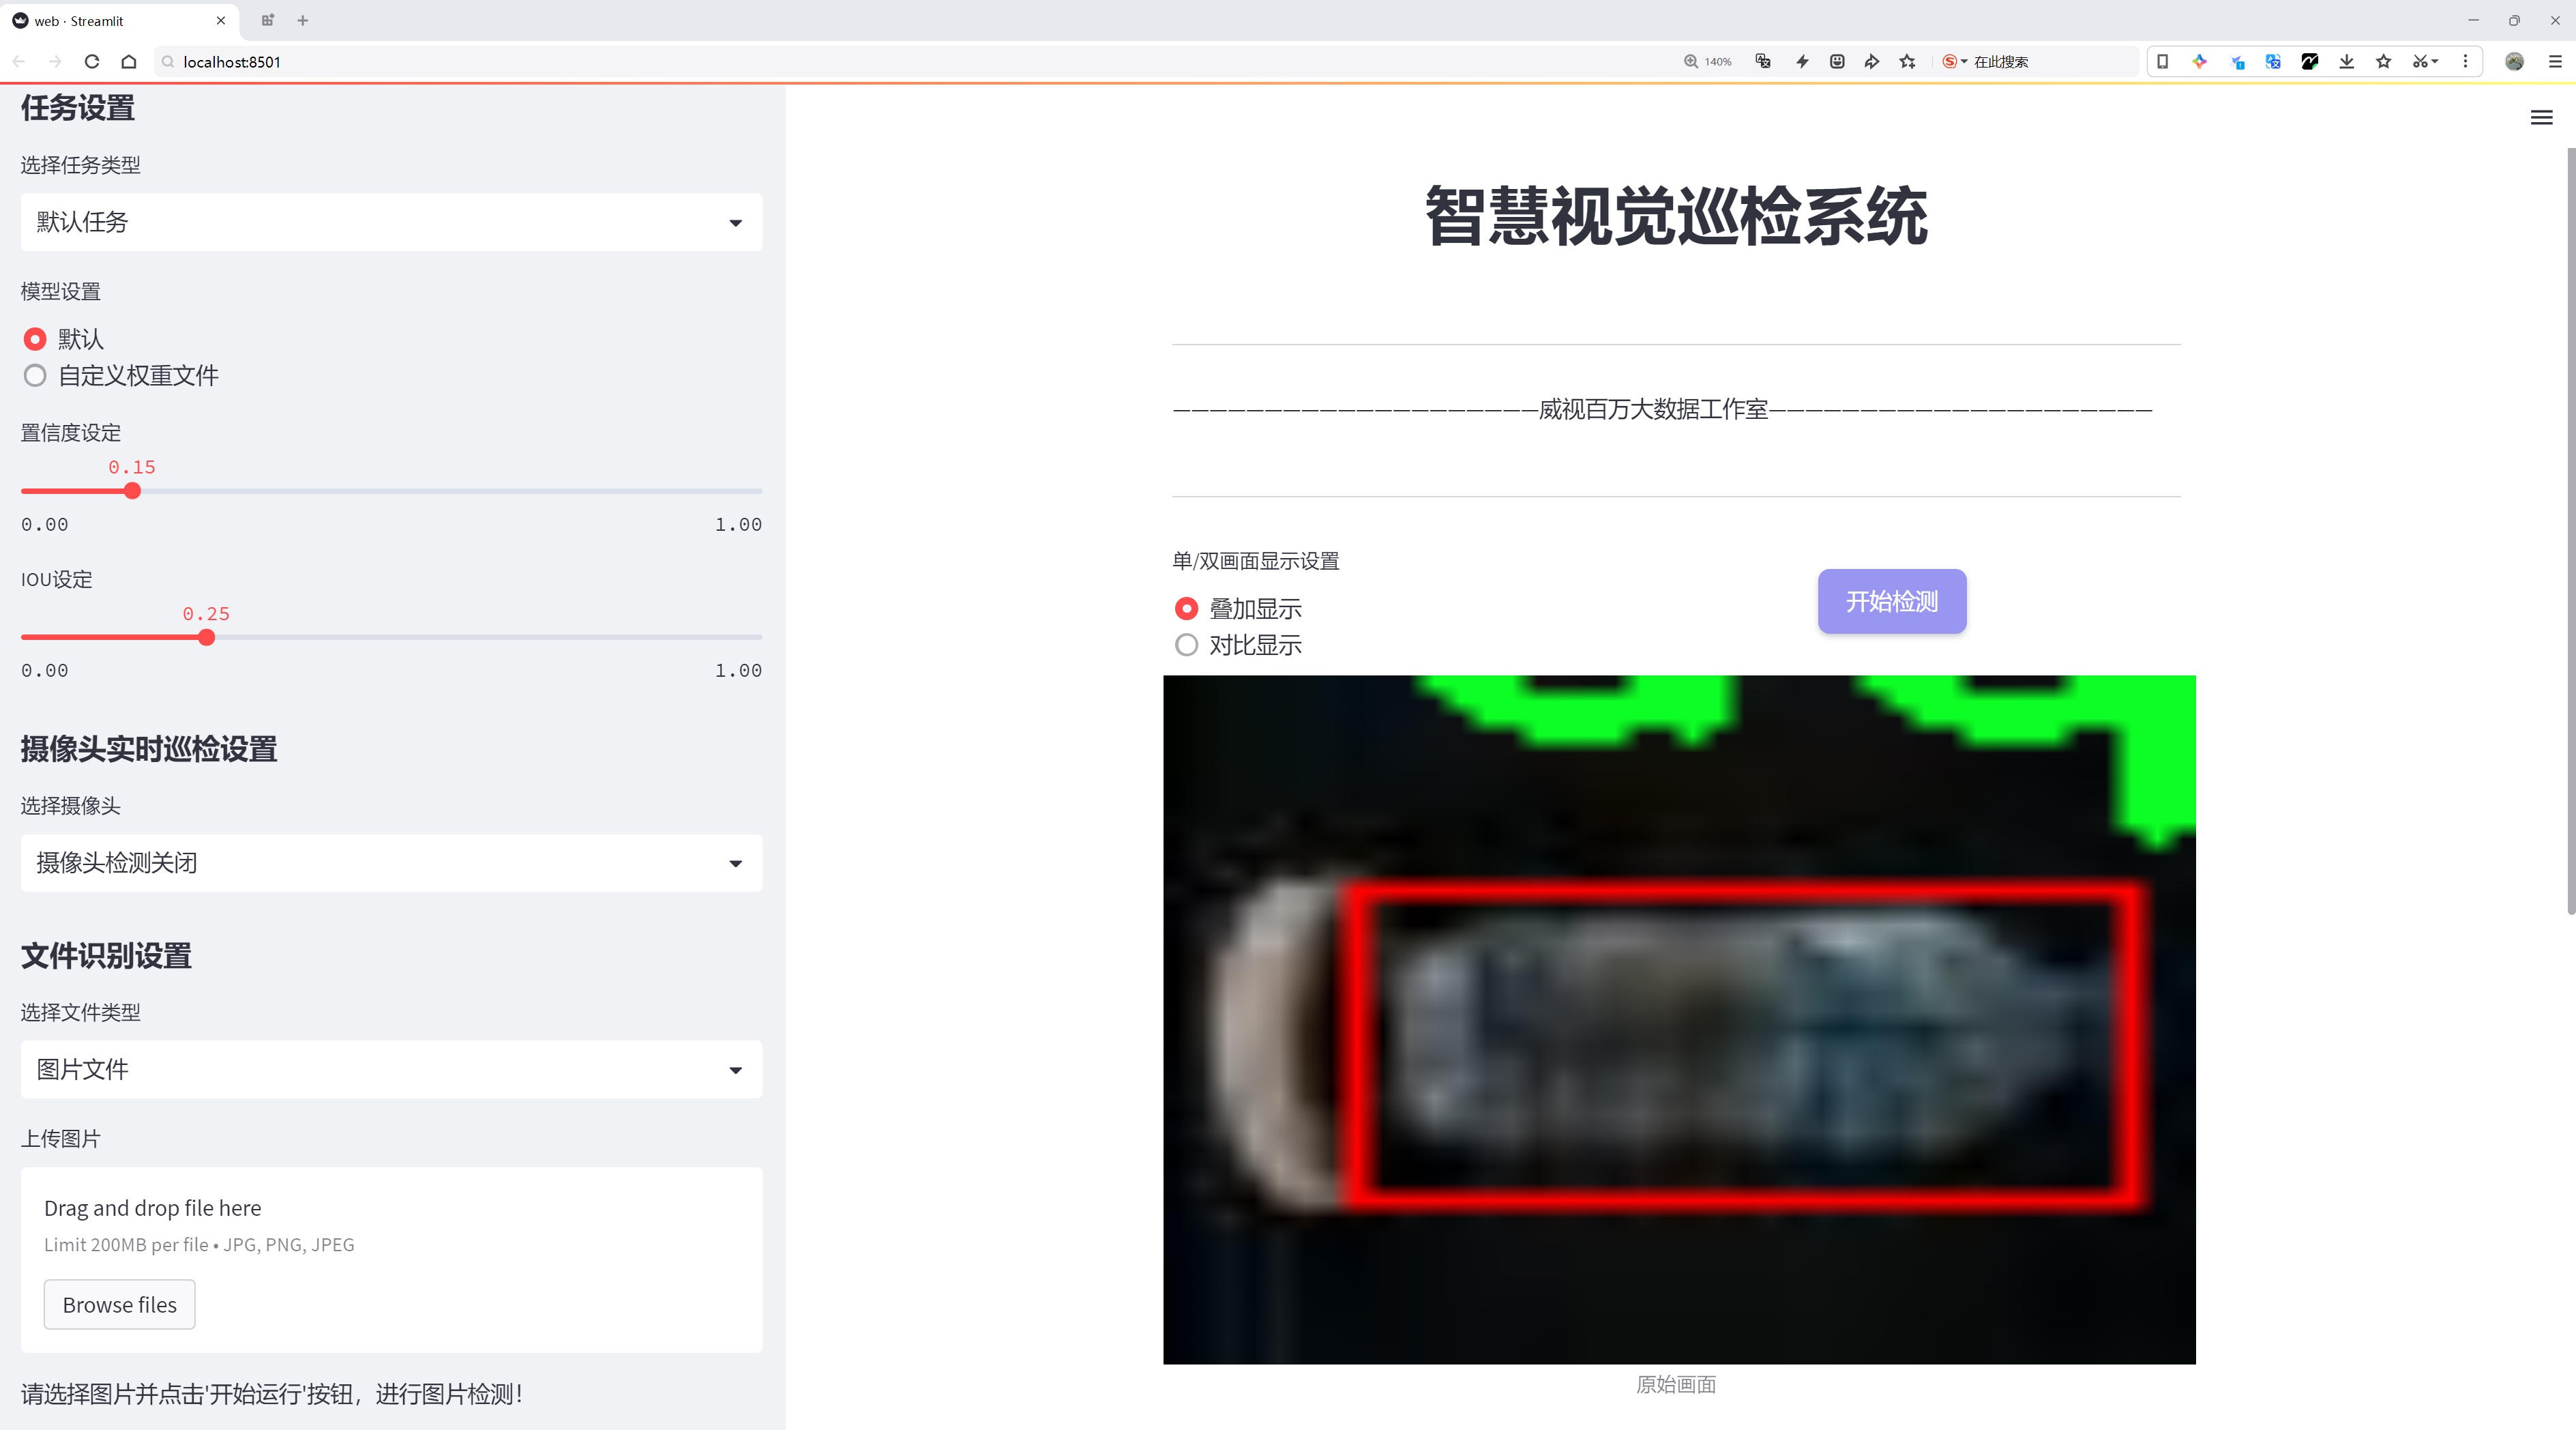 web · Streamlit
localhost:8501
140%
在此搜索
任务设置
选择任务类型
默认任务
模型设置
默认
自定义权重文件
置信度设定
0.15
0.00
1.00
IOU设定
0.25
0.00
1.00
摄像头实时巡检设置
选择摄像头
摄像头检测关闭
文件识别设置
选择文件类型
图片文件
上传图片
Drag and drop file here
Limit 200MB per file • JPG, PNG, JPEG
Browse files
请选择图片并点击'开始运行'按钮，进行图片检测！
智慧视觉巡检系统
————————————————————威视百万大数据工作室—————————————————————
单/双画面显示设置
叠加显示
对比显示
开始检测
原始画面